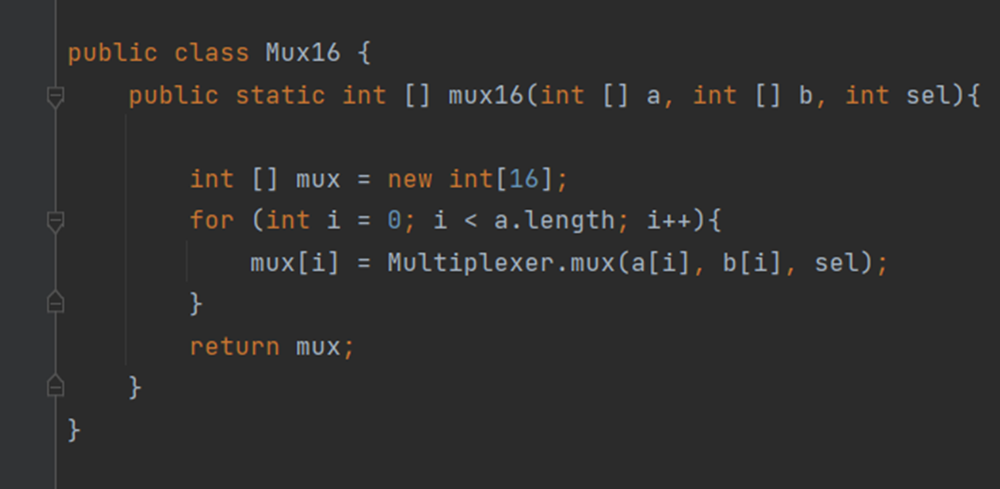 public class Mux16 {
    public static int [] mux16(int [] a, int [] b, int sel){
        int [] mux = new int[16];
        for (int i = 0; i < a.length; i++){
            mux[i] = Multiplexer.mux(a[i], b[i], sel);
        }
        return mux;
    }
}